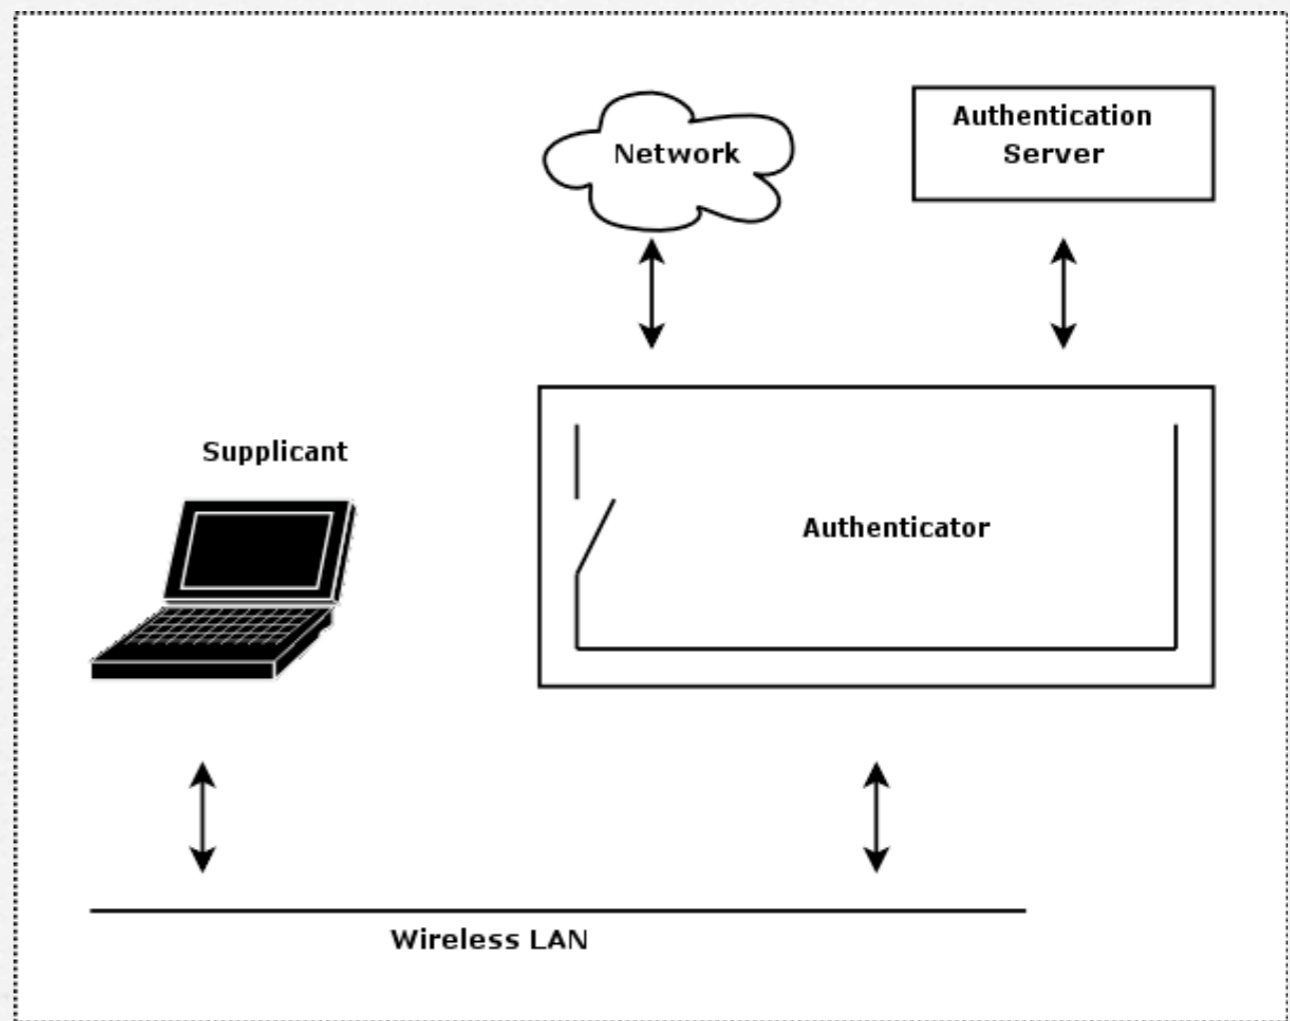 Network
Authentication
Server
Supplicant
Authenticator
Wireless LAN